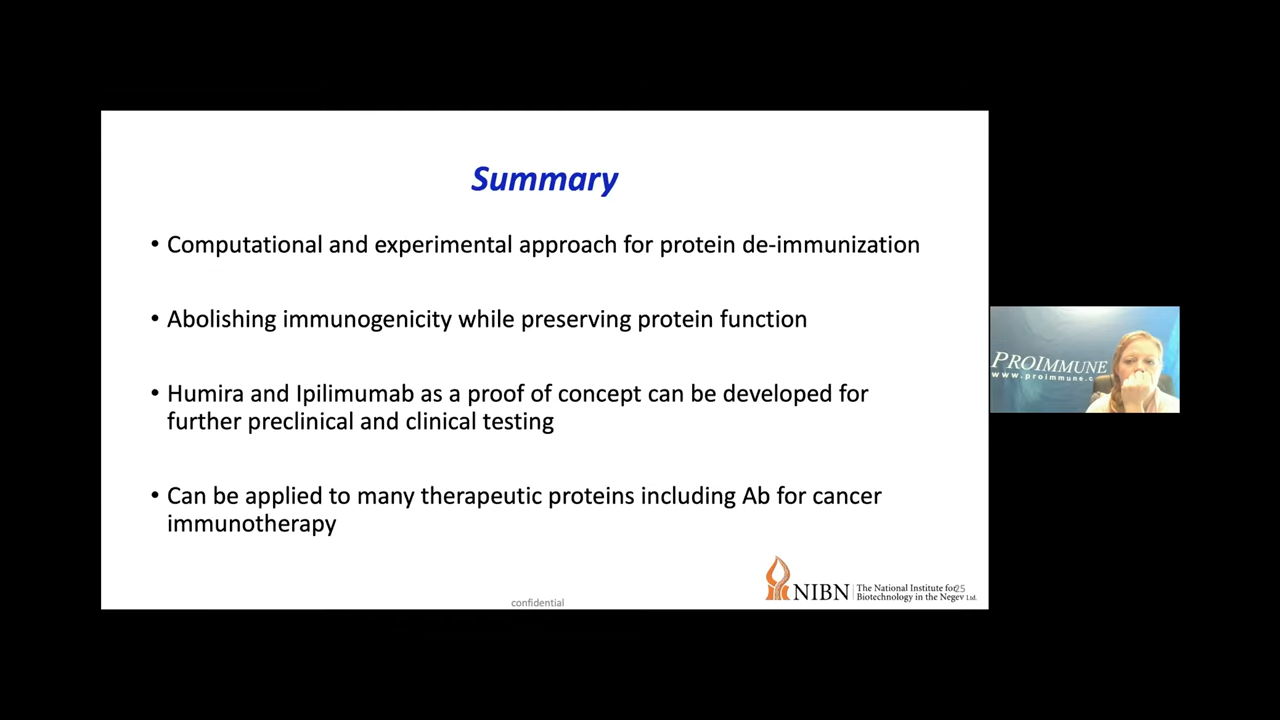 Summary
• Computational and experimental approach for protein de-immunization
• Abolishing immunogenicity while preserving protein function
• Humira and Ipilimumab as a proof of concept can be developed for
further preclinical and clinical testing
• Can be applied to many therapeutic proteins including Ab for cancer
immunotherapy
confidential
NIBN
The National Institute for
Biotechnology in the Negev Ltd.
25
PROIMMUNE
www.proimmune.c